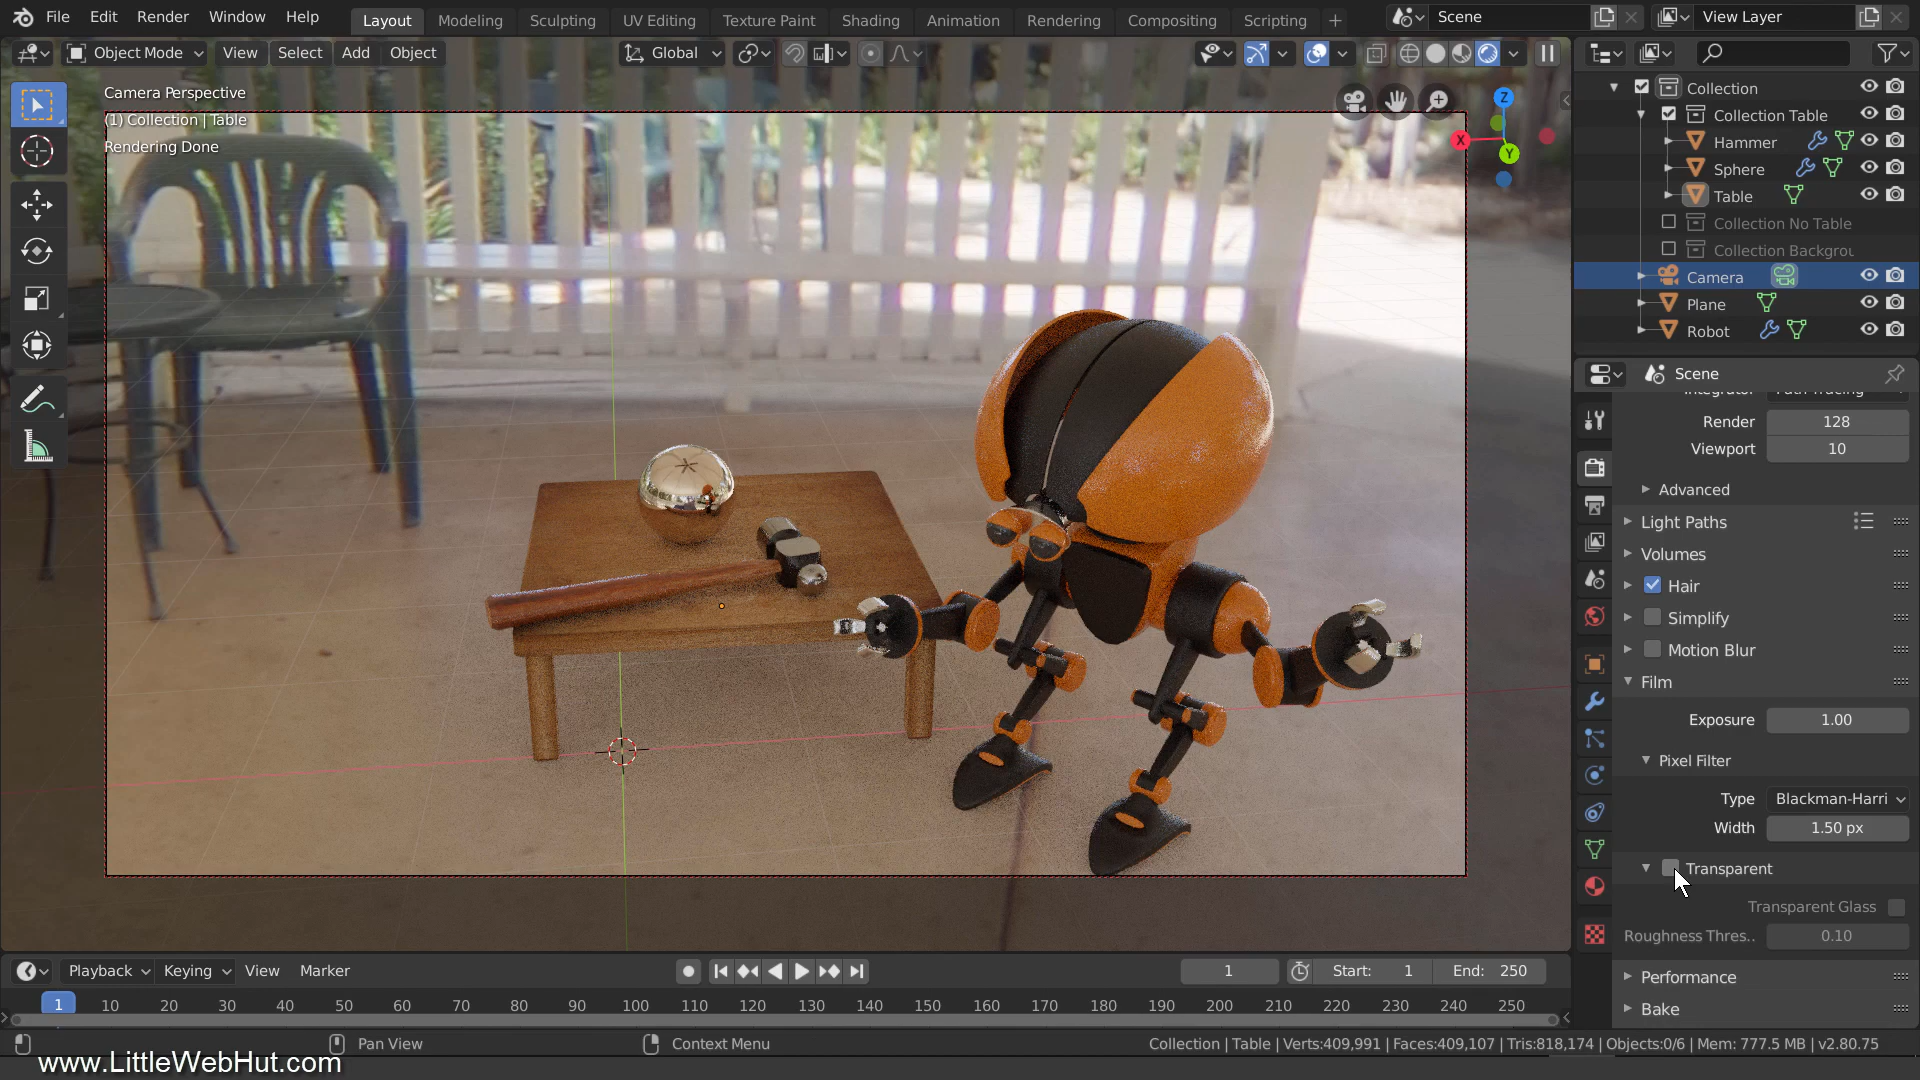 File Edit Render Window Help Layout Modeling Sculpting UV Editing Texture Paint Shading Animation Rendering Compositing Scripting + Scene View Layer
Object Mode View Select Add Object Global
Camera Perspective
(1) Collection | Table
Rendering Done
Z
X
Y
Collection
Collection Table
Hammer
Sphere
Table
Collection No Table
Collection Backgrou
Camera
Plane
Robot
Scene
Integrator Path Tracing
Render 128
Viewport 10
Advanced
Light Paths
Volumes
Hair
Simplify
Motion Blur
Film
Exposure 1.00
Pixel Filter
Type Blackman-Harri
Width 1.50 px
Transparent
Transparent Glass
Roughness Thres.. 0.10
Performance
Bake
Playback Keying View Marker 1 Start: 1 End: 250
1 10 20 30 40 50 60 70 80 90 100 110 120 130 140 150 160 170 180 190 200 210 220 230 240 250
Pan View Context Menu Collection | Table | Verts:409,991 | Faces:409,107 | Tris:818,174 | Objects:0/6 | Mem: 777.5 MB | v2.80.75
www.LittleWebHut.com